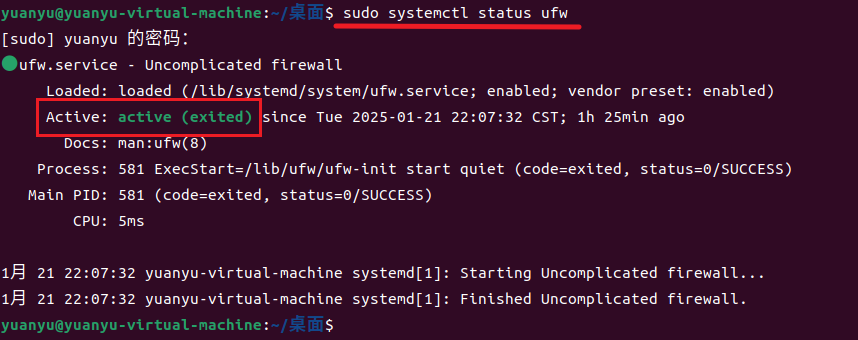 yuanyu@yuanyu-virtual-machine:~/桌面$ sudo systemctl status ufw
[sudo] yuanyu 的密码：
ufw.service - Uncomplicated firewall
Loaded: loaded (/lib/systemd/system/ufw.service; enabled; vendor preset: enabled)
Active: active (exited) since Tue 2025-01-21 22:07:32 CST; 1h 25min ago
Docs: man:ufw(8)
Process: 581 ExecStart=/lib/ufw/ufw-init start quiet (code=exited, status=0/SUCCESS)
Main PID: 581 (code=exited, status=0/SUCCESS)
CPU: 5ms
1月 21 22:07:32 yuanyu-virtual-machine systemd[1]: Starting Uncomplicated firewall...
1月 21 22:07:32 yuanyu-virtual-machine systemd[1]: Finished Uncomplicated firewall.
yuanyu@yuanyu-virtual-machine:~/桌面$